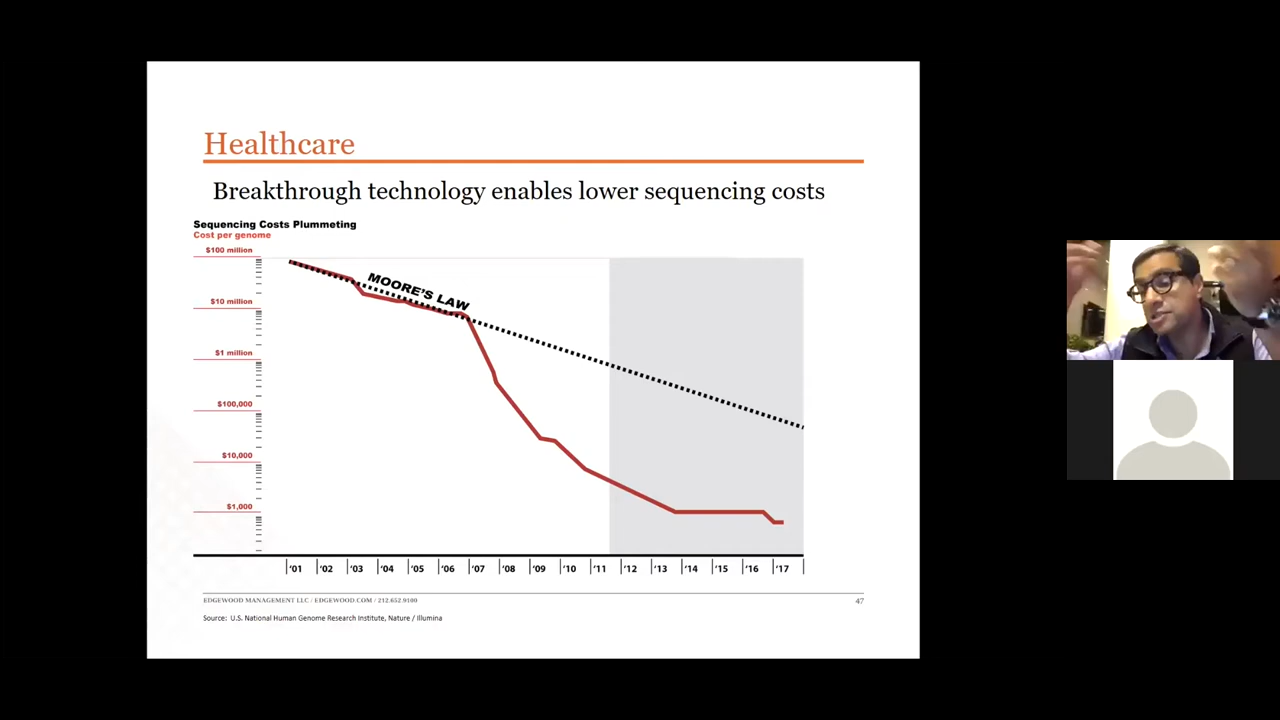 Healthcare
Breakthrough technology enables lower sequencing costs
Sequencing Costs Plummeting
Cost per genome
$100 million
$10 million
$1 million
$100,000
$10,000
$1,000
MOORE'S LAW
'01 '02 '03 '04 '05 '06 '07 '08 '09 '10 '11 '12 '13 '14 '15 '16 '17
EDGEWOOD MANAGEMENT LLC / EDGEWOOD.COM / 212.652.9100
47
Source: U.S. National Human Genome Research Institute, Nature / Illumina